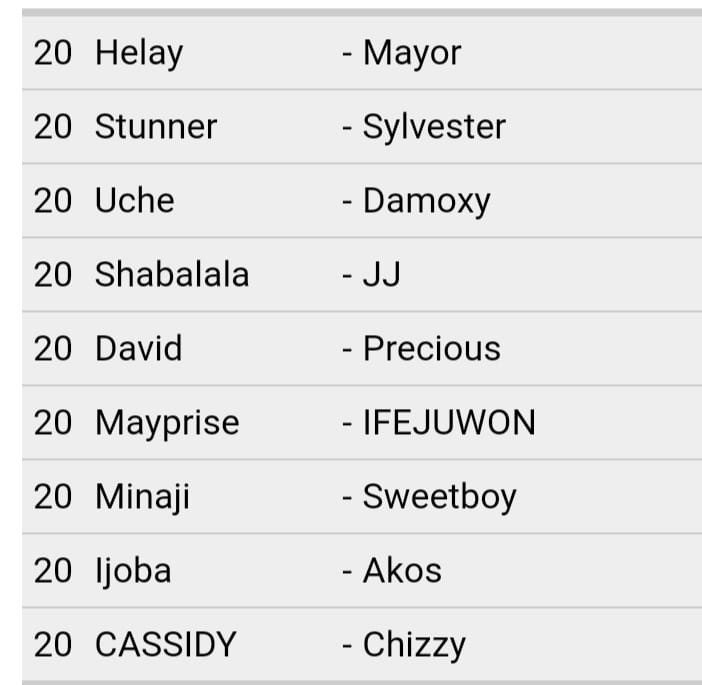 20 Helay - Mayor
20 Stunner - Sylvester
20 Uche - Damoxy
20 Shabalala - JJ
20 David - Precious
20 Mayprise - IFEJUWON
20 Minaji - Sweetboy
20 Ijoba - Akos
20 CASSIDY - Chizzy